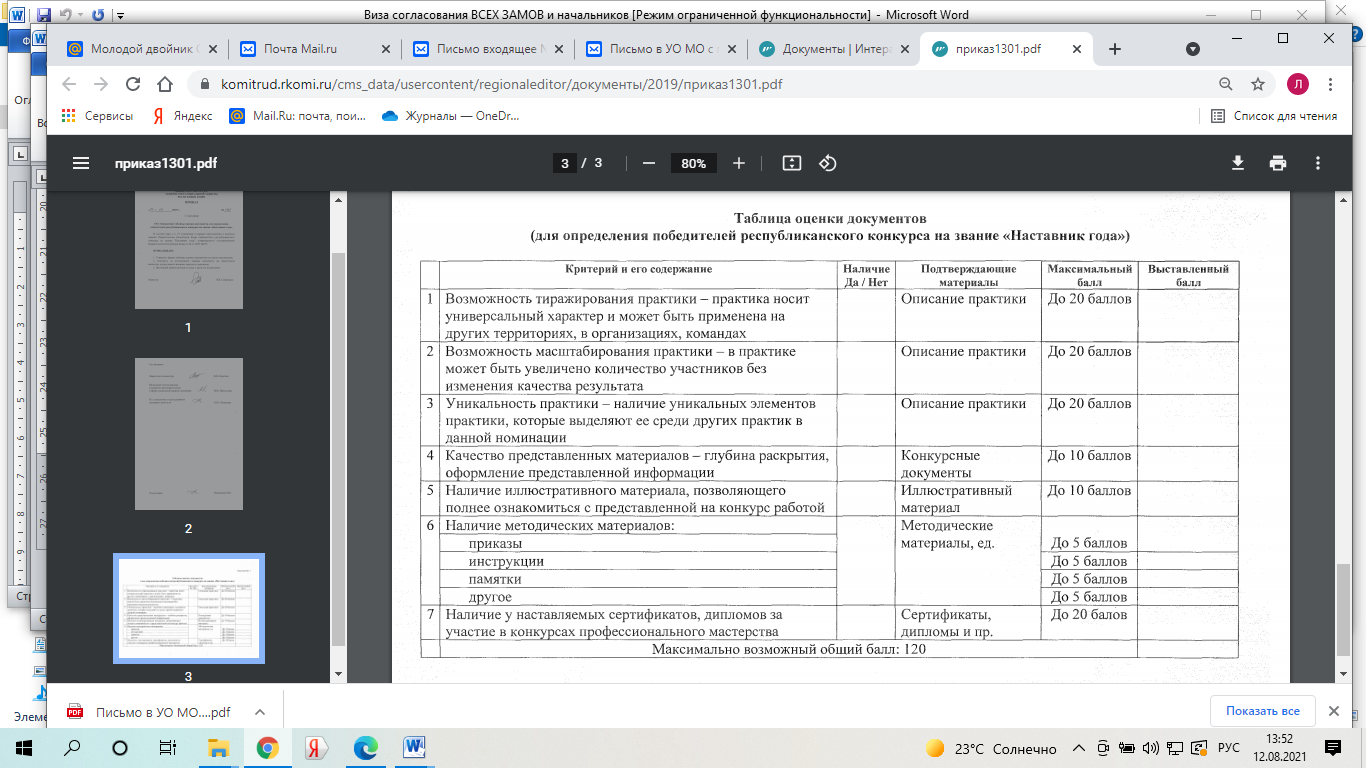 Виза согласования ВСЕХ ЗАМОВ и начальников [Режим ограниченной функциональности] - Microsoft Word
Молодой двойник
Почта Mail.ru
Письмо входящее
Письмо в УО МО с
Документы | Интер
приказ1301.pdf
komitrud.rkomi.ru/cms_data/usercontent/regionaleditor/документы/2019/приказ1301.pdf
Л
Сервисы
Яндекс
Mail.Ru: почта, пои...
Журналы — OneDr...
Список для чтения
приказ1301.pdf
3 / 3
80%
1
2
3
Таблица оценки документов
(для определения победителей республиканского конкурса на звание «Наставник года»)
Критерий и его содержание Наличие Да / Нет Подтверждающие материалы Максимальный балл Выставленный балл
1 Возможность тиражирования практики – практика носит Описание практики До 20 баллов
универсальный характер и может быть применена на
других территориях, в организациях, командах
2 Возможность масштабирования практики – в практике Описание практики До 20 баллов
может быть увеличено количество участников без
изменения качества результата
3 Уникальность практики – наличие уникальных элементов Описание практики До 20 баллов
практики, которые выделяют ее среди других практик в
данной номинации
4 Качество представленных материалов – глубина раскрытия, Конкурсные До 10 баллов
оформление представленной информации документы
5 Наличие иллюстративного материала, позволяющего Иллюстративный До 10 баллов
полнее ознакомиться с представленной на конкурс работой материал
6 Наличие методических материалов: Методические
приказы материалы, ед. До 5 баллов
инструкции До 5 баллов
памятки До 5 баллов
другое До 5 баллов
7 Наличие у наставляемых сертификатов, дипломов за Сертификаты, До 20 балов
участие в конкурсах профессионального мастерства дипломы и пр.
Максимально возможный общий балл: 120
Письмо в УО МО....pdf
Показать все
Элеме
23°C Солнечно
РУС
13:52
12.08.2021